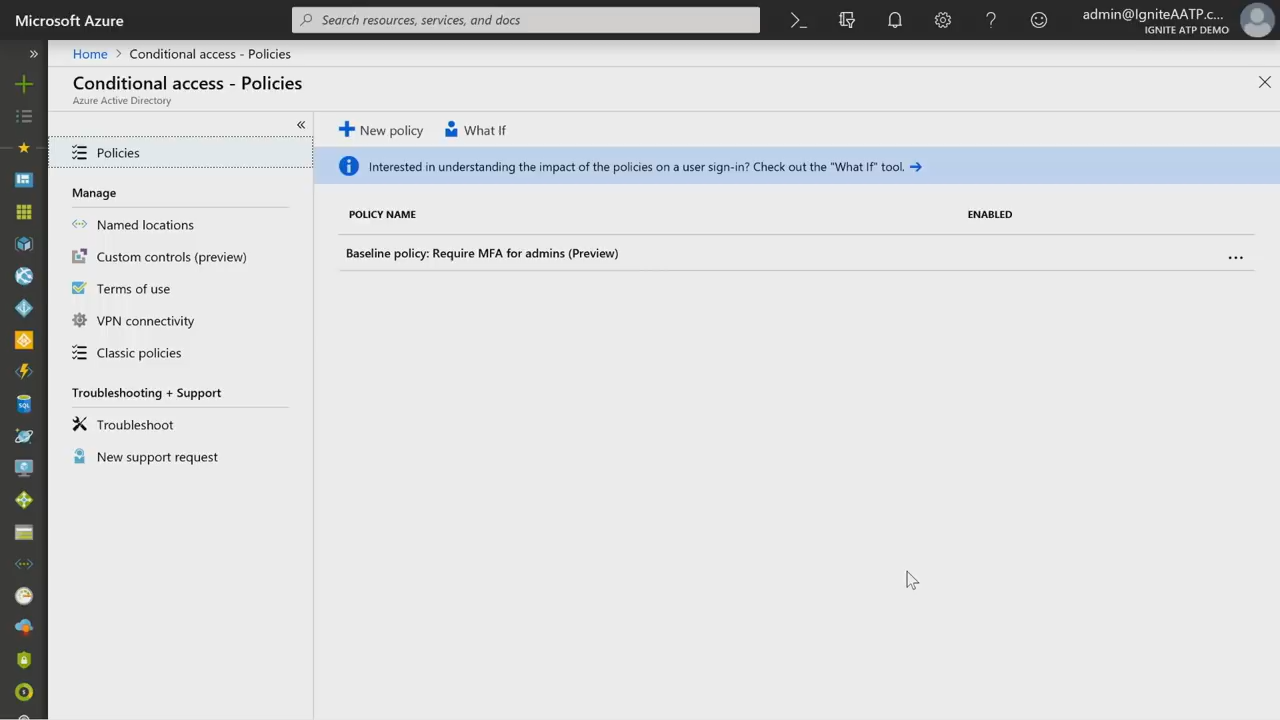 Microsoft Azure
Search resources, services, and docs
admin@IgniteAATP.c...
IGNITE ATP DEMO
Home > Conditional access - Policies
Conditional access - Policies
Azure Active Directory
Policies
Manage
Named locations
Custom controls (preview)
Terms of use
VPN connectivity
Classic policies
Troubleshooting + Support
Troubleshoot
New support request
New policy
What If
Interested in understanding the impact of the policies on a user sign-in? Check out the "What If" tool.
POLICY NAME ENABLED
Baseline policy: Require MFA for admins (Preview)